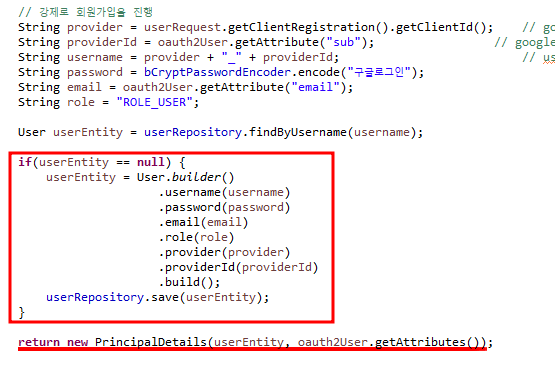 // 강제로 회원가입을 진행
String provider = userRequest.getClientRegistration().getClientId();    // go
String providerId = oauth2User.getAttribute("sub");    // google
String username = provider + "_" + providerId;    // us
String password = bCryptPasswordEncoder.encode("구글로그인");
String email = oauth2User.getAttribute("email");
String role = "ROLE_USER";
User userEntity = userRepository.findByUsername(username);
if(userEntity == null) {
userEntity = User.builder()
.username(username)
.password(password)
.email(email)
.role(role)
.provider(provider)
.providerId(providerId)
.build();
userRepository.save(userEntity);
}
return new PrincipalDetails(userEntity, oauth2User.getAttributes());